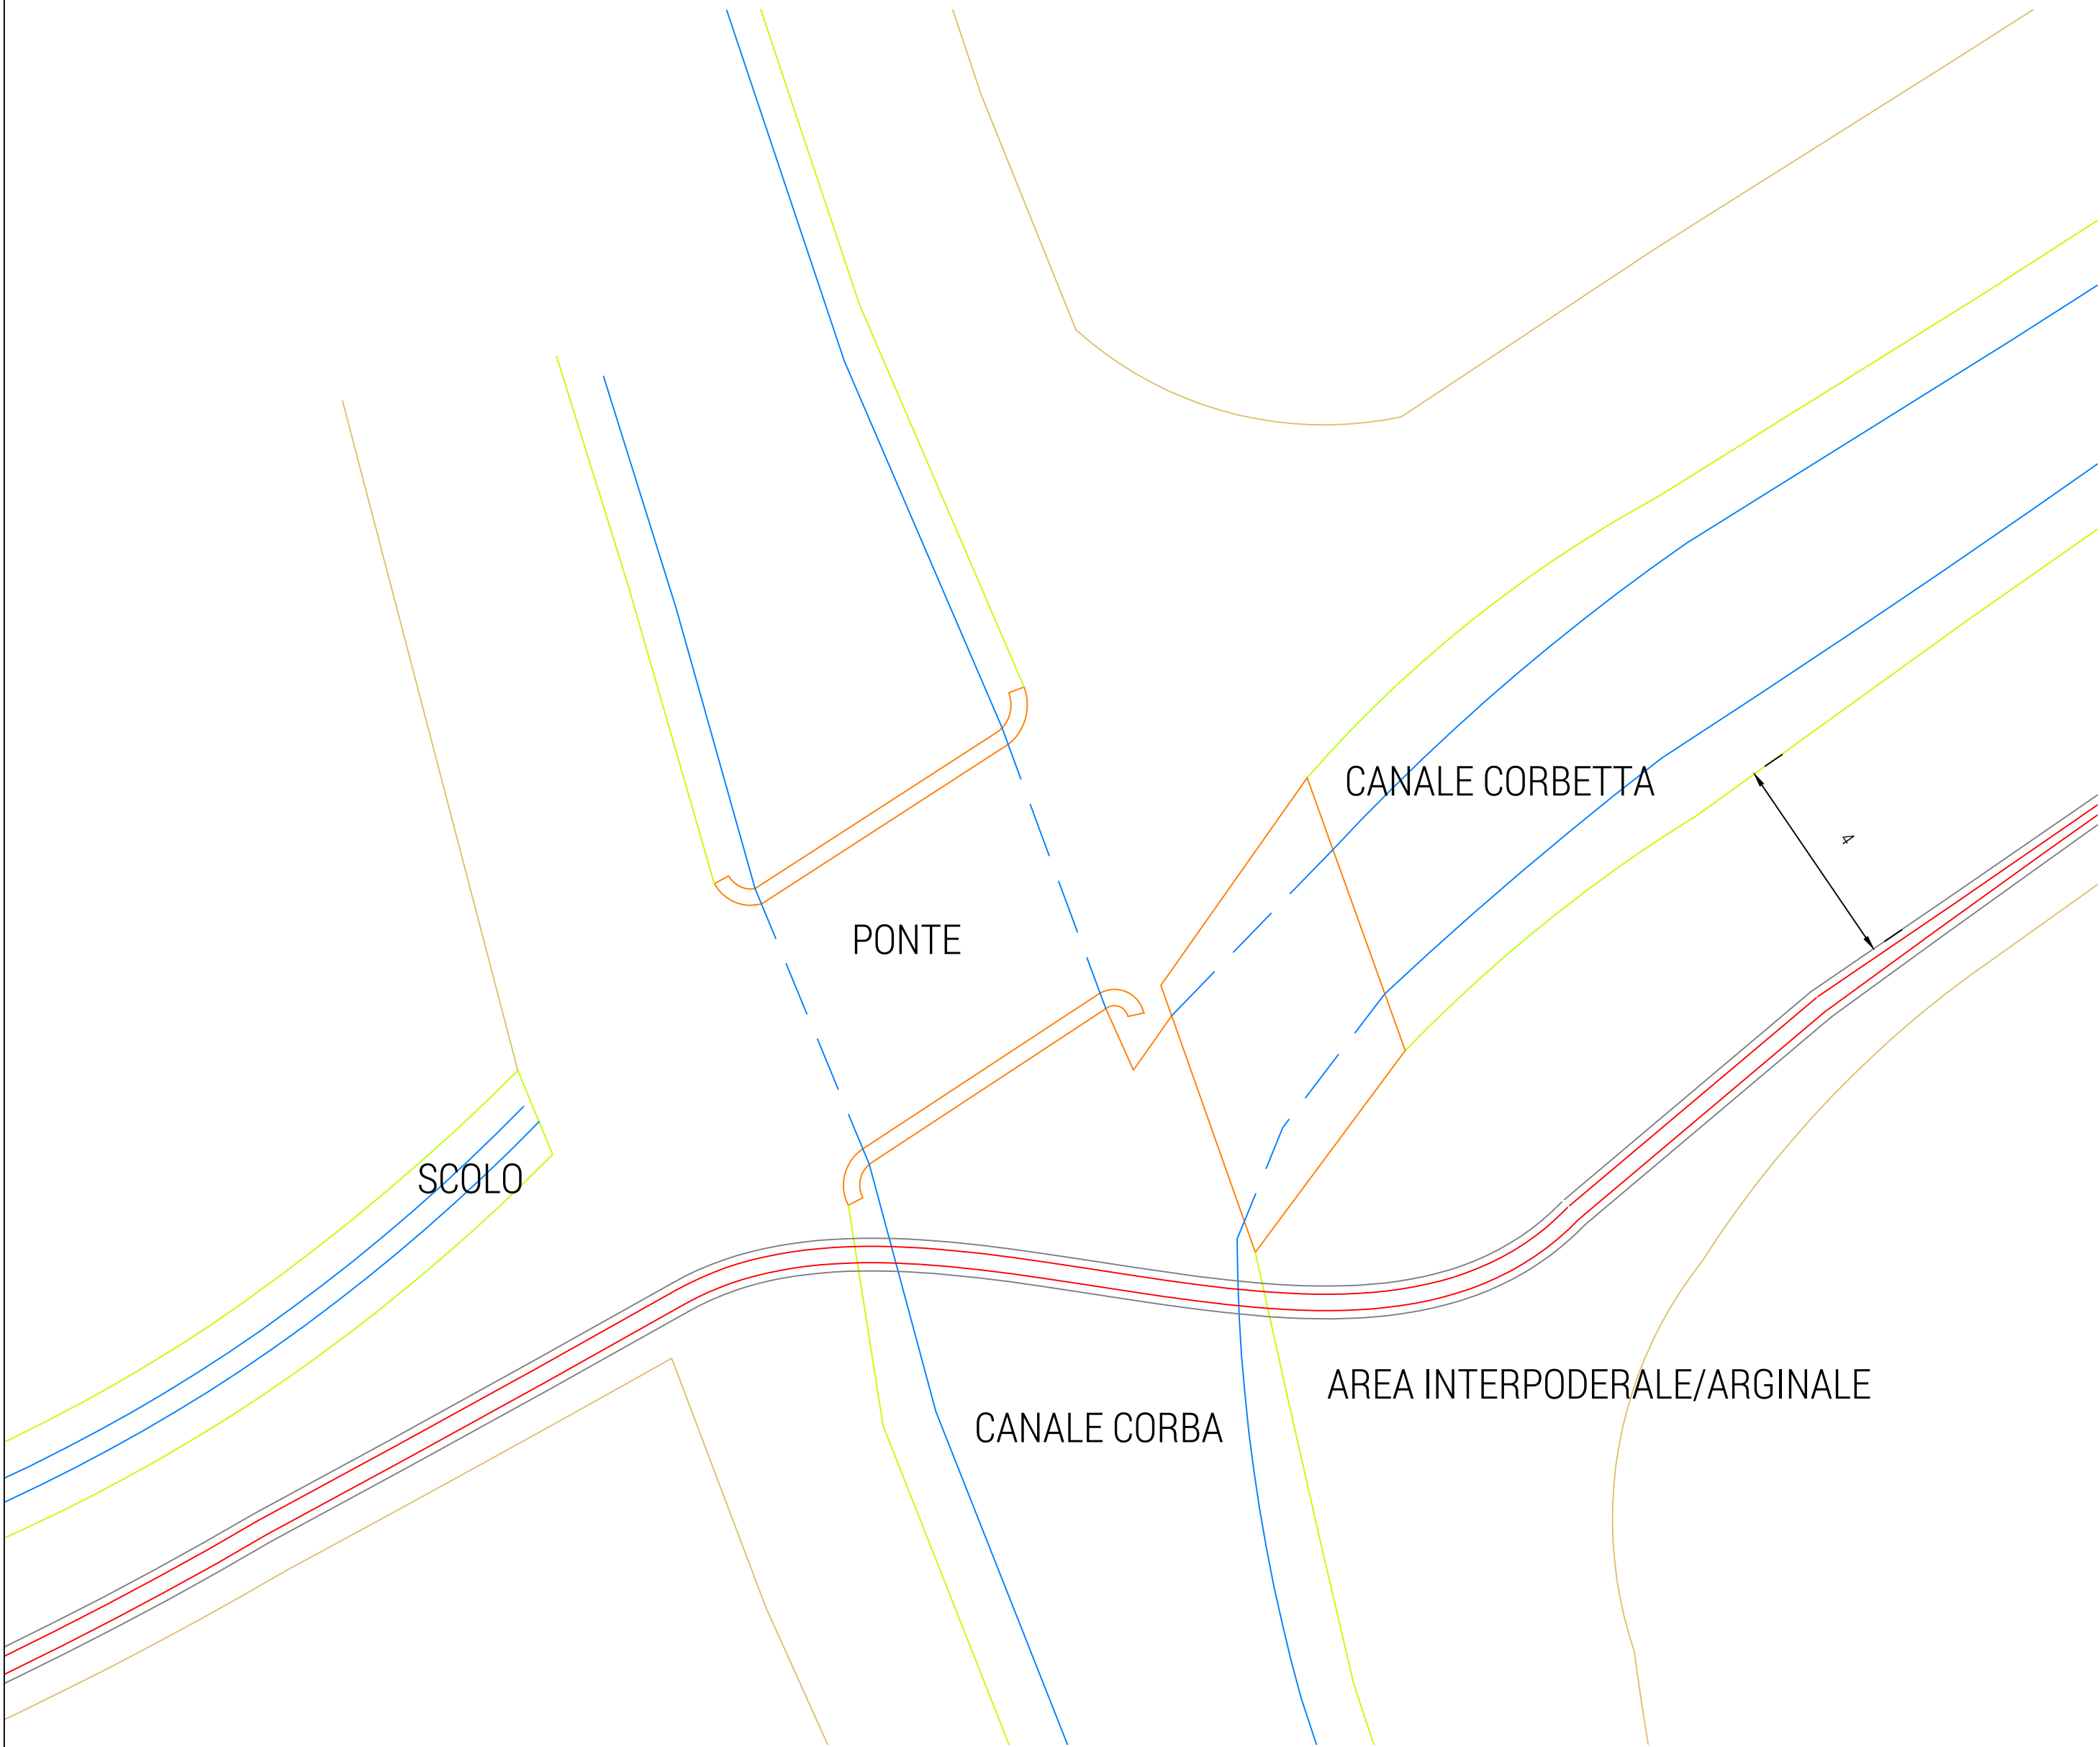 CANALE CORBETTA
4
PONTE
SCOLO
AREA INTERPODERALE/ARGINALE
CANALE CORBA